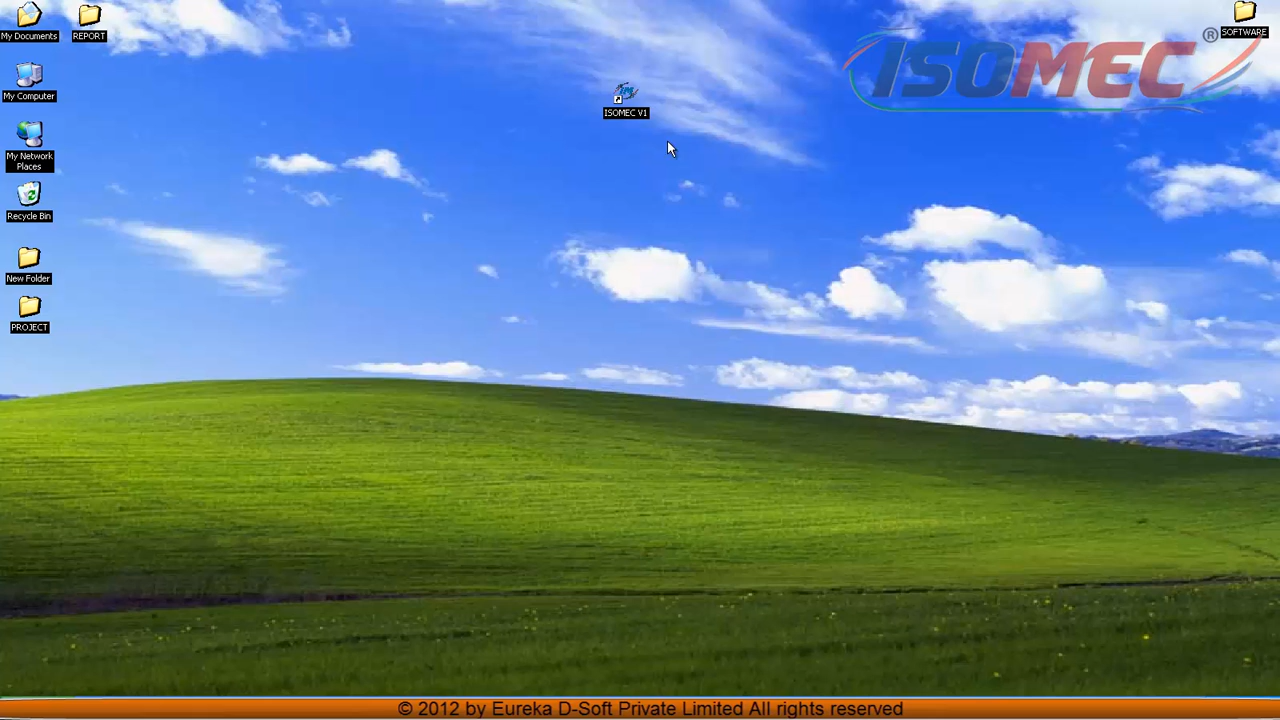 My Documents
REPORT
SOFTWARE
ISOMEC®
My Computer
ISOMEC V1
My Network
Places
Recycle Bin
New Folder
PROJECT
© 2012 by Eureka D-Soft Private Limited All rights reserved